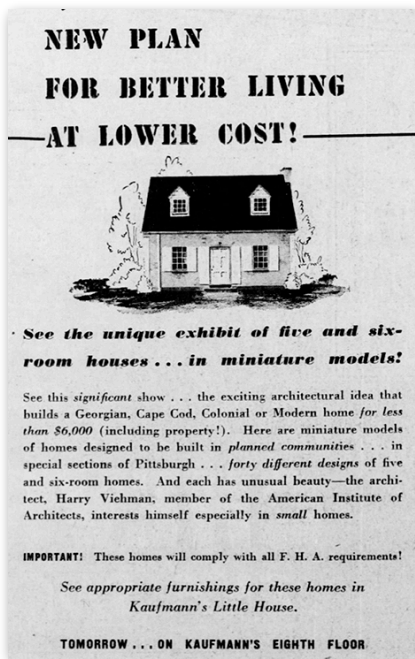 NEW PLAN
FOR BETTER LIVING
AT LOWER COST!
See the unique exhibit of five and six-
room houses . . . in miniature models!
See this significant show . . . the exciting architectural idea that
builds a Georgian, Cape Cod, Colonial or Modern home for less
than $6,000 (including property!). Here are miniature models
of homes designed to be built in planned communities . . . in
special sections of Pittsburgh . . . forty different designs of five
and six-room homes. And each has unusual beauty—the archi-
tect, Harry Viehman, member of the American Institute of
Architects, interests himself especially in small homes.
IMPORTANT! These homes will comply with all F. H. A. requirements!
See appropriate furnishings for these homes in
Kaufmann's Little House.
TOMORROW . . . ON KAUFMANN'S EIGHTH FLOOR